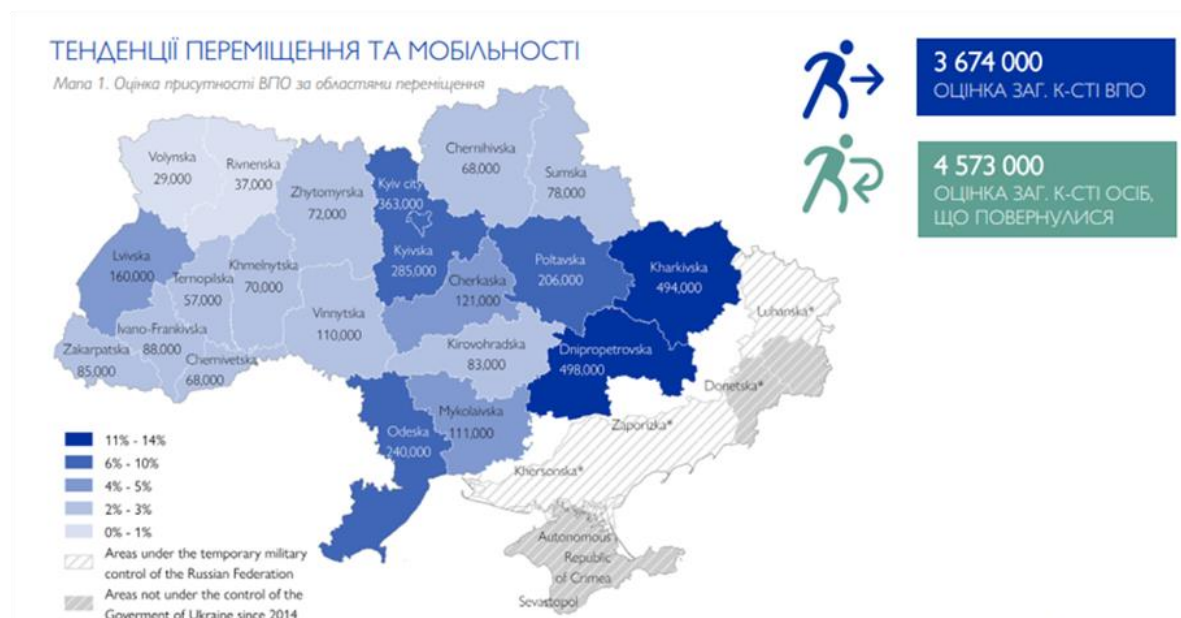 ТЕНДЕНЦІЇ ПЕРЕМІЩЕННЯ ТА МОБІЛЬНОСТІ
Мапа 1. Оцінка присутності ВПО за областями переміщення
3 674 000
ОЦІНКА ЗАГ. К-СТІ ВПО
4 573 000
ОЦІНКА ЗАГ. К-СТІ ОСІБ,
ЩО ПОВЕРНУЛИСЯ
Volynska
29,000
Rivnenska
37,000
Zhytomyrska
72,000
Kyiv city
363,000
Chernihivska
68,000
Sumska
78,000
Lvivska
160,000
Ternopilska
57,000
Khmelnytska
70,000
Kyivska
285,000
Cherkaska
121,000
Poltavska
206,000
Kharkivska
494,000
Luhanska*
Zakarpatska
85,000
Ivano-Frankivska
88,000
Chernivetska
68,000
Vinnytska
110,000
Kirovohradska
83,000
Dnipropetrovska
498,000
Donetska*
Odeska
240,000
Mykolaivska
111,000
Zaporizka*
Khersonska*
Autonomous
Republic
of Crimea
Sevastopol
11% - 14%
6% - 10%
4% - 5%
2% - 3%
0% - 1%
Areas under the temporary military
control of the Russian Federation
Areas not under the control of the
Goverment of Ukraine since 2014